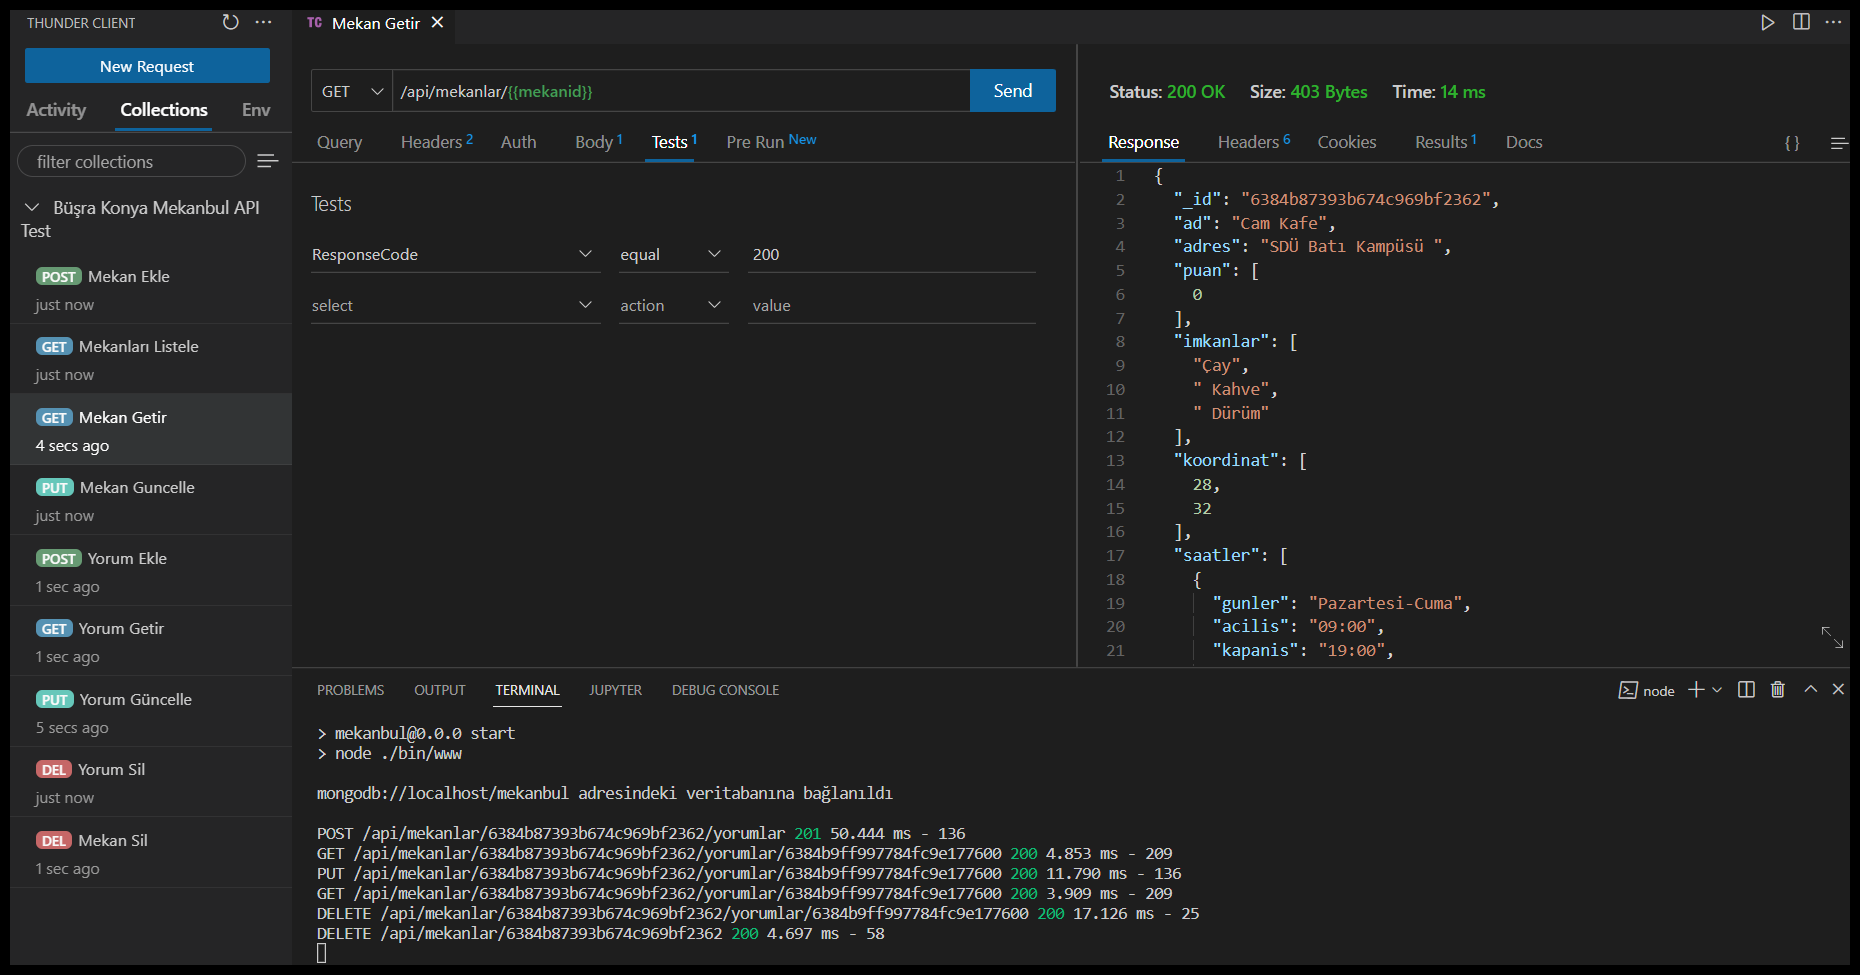 THUNDER CLIENT
New Request
Activity Collections Env
filter collections
Büşra Konya Mekanbul API
Test
POST Mekan Ekle
just now
GET Mekanları Listele
just now
GET Mekan Getir
4 secs ago
PUT Mekan Guncelle
just now
POST Yorum Ekle
1 sec ago
GET Yorum Getir
1 sec ago
PUT Yorum Güncelle
5 secs ago
DEL Yorum Sil
just now
DEL Mekan Sil
1 sec ago
TC Mekan Getir
GET /api/mekanlar/{{mekanid}} Send
Query Headers 2 Auth Body 1 Tests 1 Pre Run New
Tests
ResponseCode equal 200
select action value
Status: 200 OK Size: 403 Bytes Time: 14 ms
Response Headers 6 Cookies Results 1 Docs {}
1 {
2 "_id": "6384b87393b674c969bf2362",
3 "ad": "Cam Kafe",
4 "adres": "SDÜ Batı Kampüsü ",
5 "puan": [
6 0
7 ],
8 "imkanlar": [
9 "Çay",
10 " Kahve",
11 " Dürüm"
12 ],
13 "koordinat": [
14 28,
15 32
16 ],
17 "saatler": [
18 {
19 "gunler": "Pazartesi-Cuma",
20 "acilis": "09:00",
21 "kapanis": "19:00",
PROBLEMS OUTPUT TERMINAL JUPYTER DEBUG CONSOLE
node
> mekanbul@0.0.0 start
> node ./bin/www
mongodb://localhost/mekanbul adresindeki veritabanına bağlanıldı
POST /api/mekanlar/6384b87393b674c969bf2362/yorumlar 201 50.444 ms - 136
GET /api/mekanlar/6384b87393b674c969bf2362/yorumlar/6384b9ff997784fc9e177600 200 4.853 ms - 209
PUT /api/mekanlar/6384b87393b674c969bf2362/yorumlar/6384b9ff997784fc9e177600 200 11.790 ms - 136
GET /api/mekanlar/6384b87393b674c969bf2362/yorumlar/6384b9ff997784fc9e177600 200 3.909 ms - 209
DELETE /api/mekanlar/6384b87393b674c969bf2362/yorumlar/6384b9ff997784fc9e177600 200 17.126 ms - 25
DELETE /api/mekanlar/6384b87393b674c969bf2362 200 4.697 ms - 58